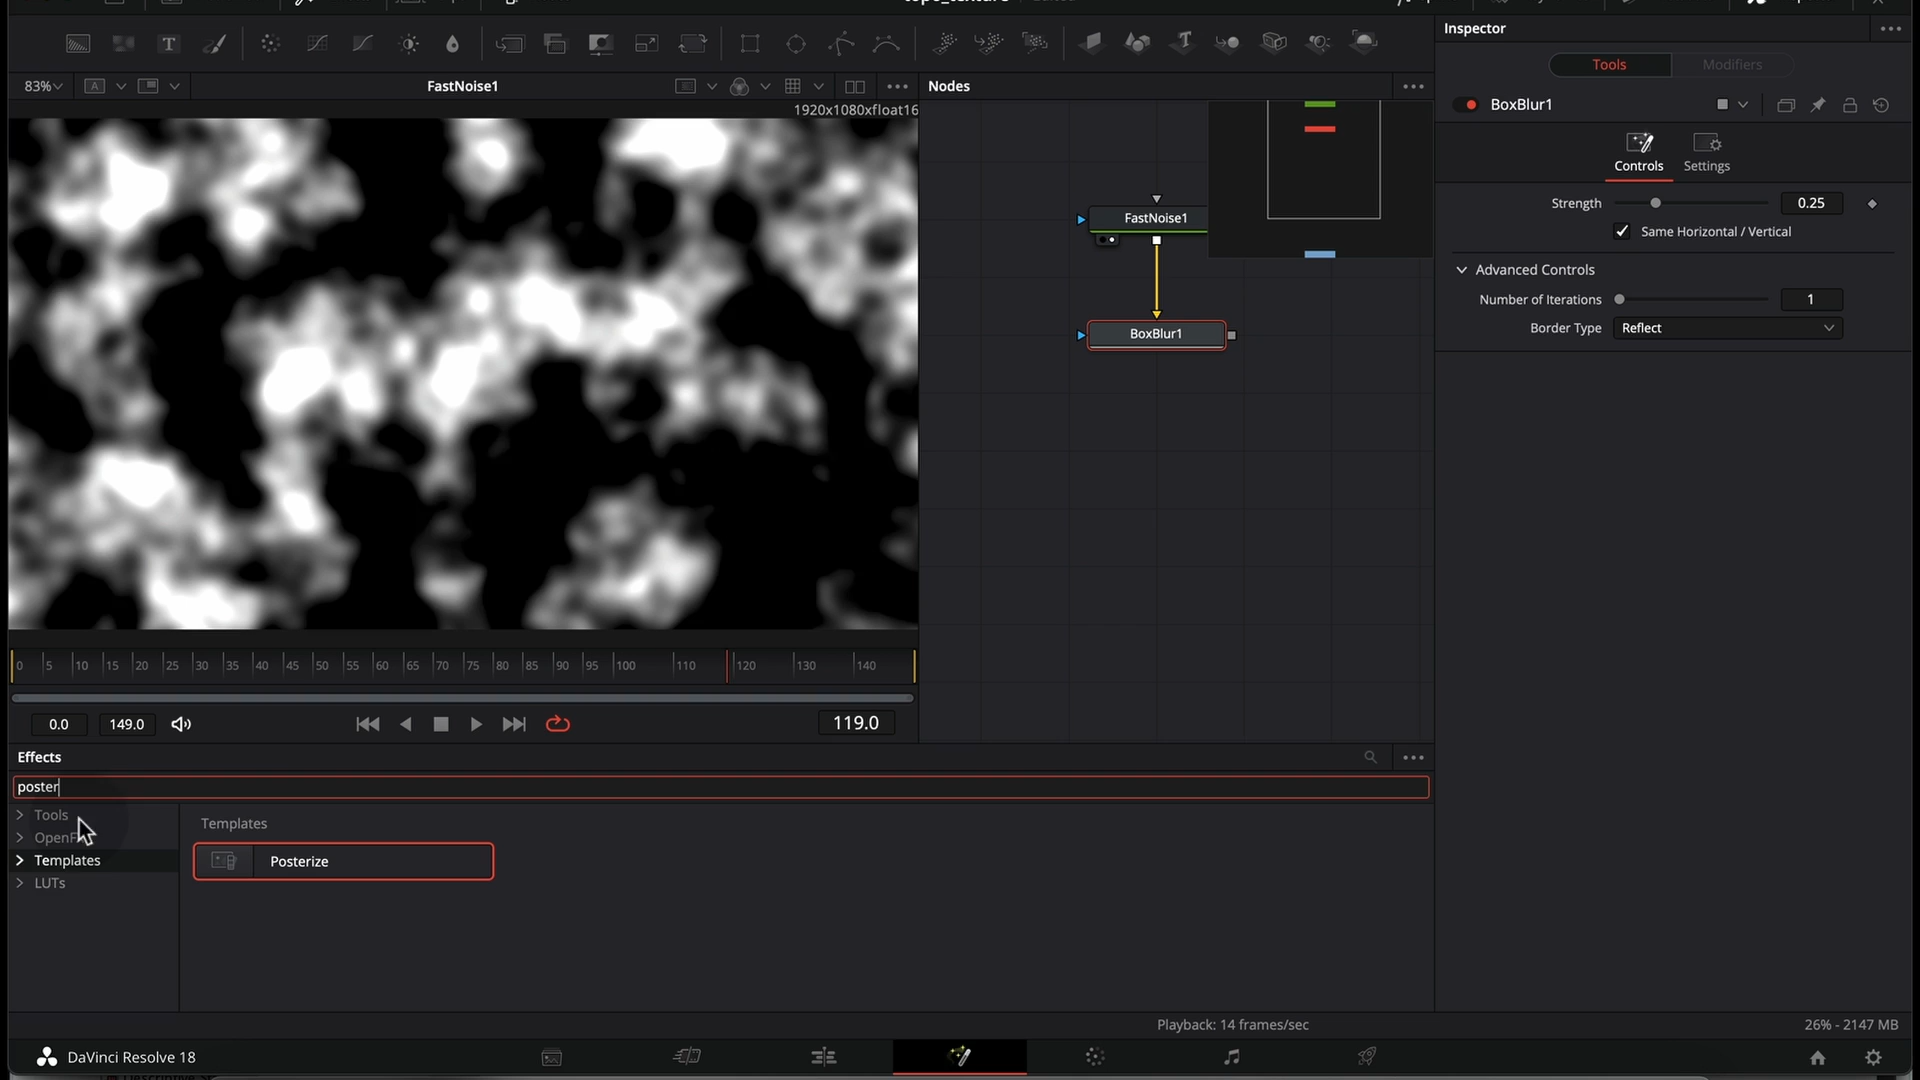 Inspector
Tools
Modifiers
83%
A
FastNoise1
Nodes
1920x1080xfloat16
BoxBlur1
Controls
Settings
Strength
0.25
Same Horizontal / Vertical
Advanced Controls
Number of Iterations
1
Border Type
Reflect
FastNoise1
BoxBlur1
0 5 10 15 20 25 30 35 40 45 50 55 60 65 70 75 80 85 90 95 100 110 120 130 140
0.0
149.0
119.0
Effects
poster
Tools
Templates
Posterize
Templates
LUTs
Playback: 14 frames/sec
26% - 2147 MB
DaVinci Resolve 18